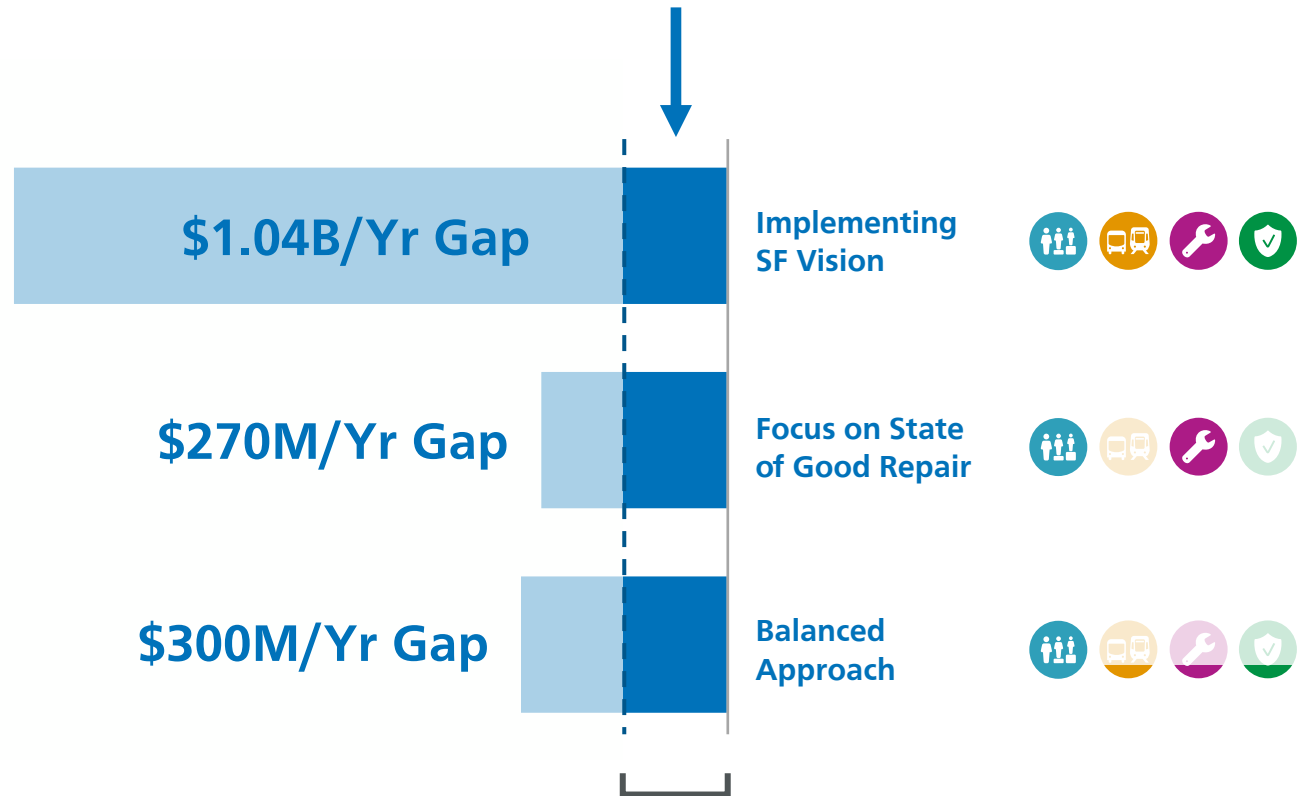 $1.04B/Yr Gap
Implementing
SF Vision
$270M/Yr Gap
Focus on State
of Good Repair
$300M/Yr Gap
Balanced
Approach